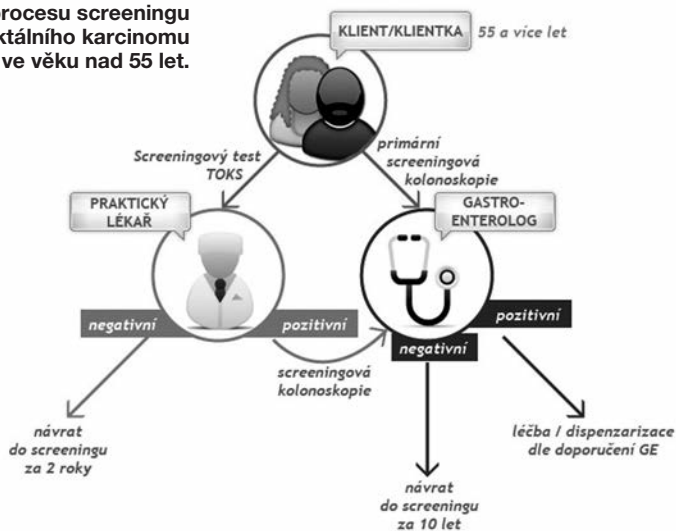 procesu screeningu
ktálního karcinomu
ve věku nad 55 let.
KLIENT/KLIENTKA
55 a více let
Screeningový test
TOKS
primární
screeningová
kolonoskopie
PRAKTICKÝ
LÉKAŘ
GASTRO-
ENTEROLOG
negativní
pozitivní
screeningová
kolonoskopie
negativní
pozitivní
návrat
do screeningu
za 2 roky
léčba / dispenzarizace
dle doporučení GE
návrat
do screeningu
za 10 let